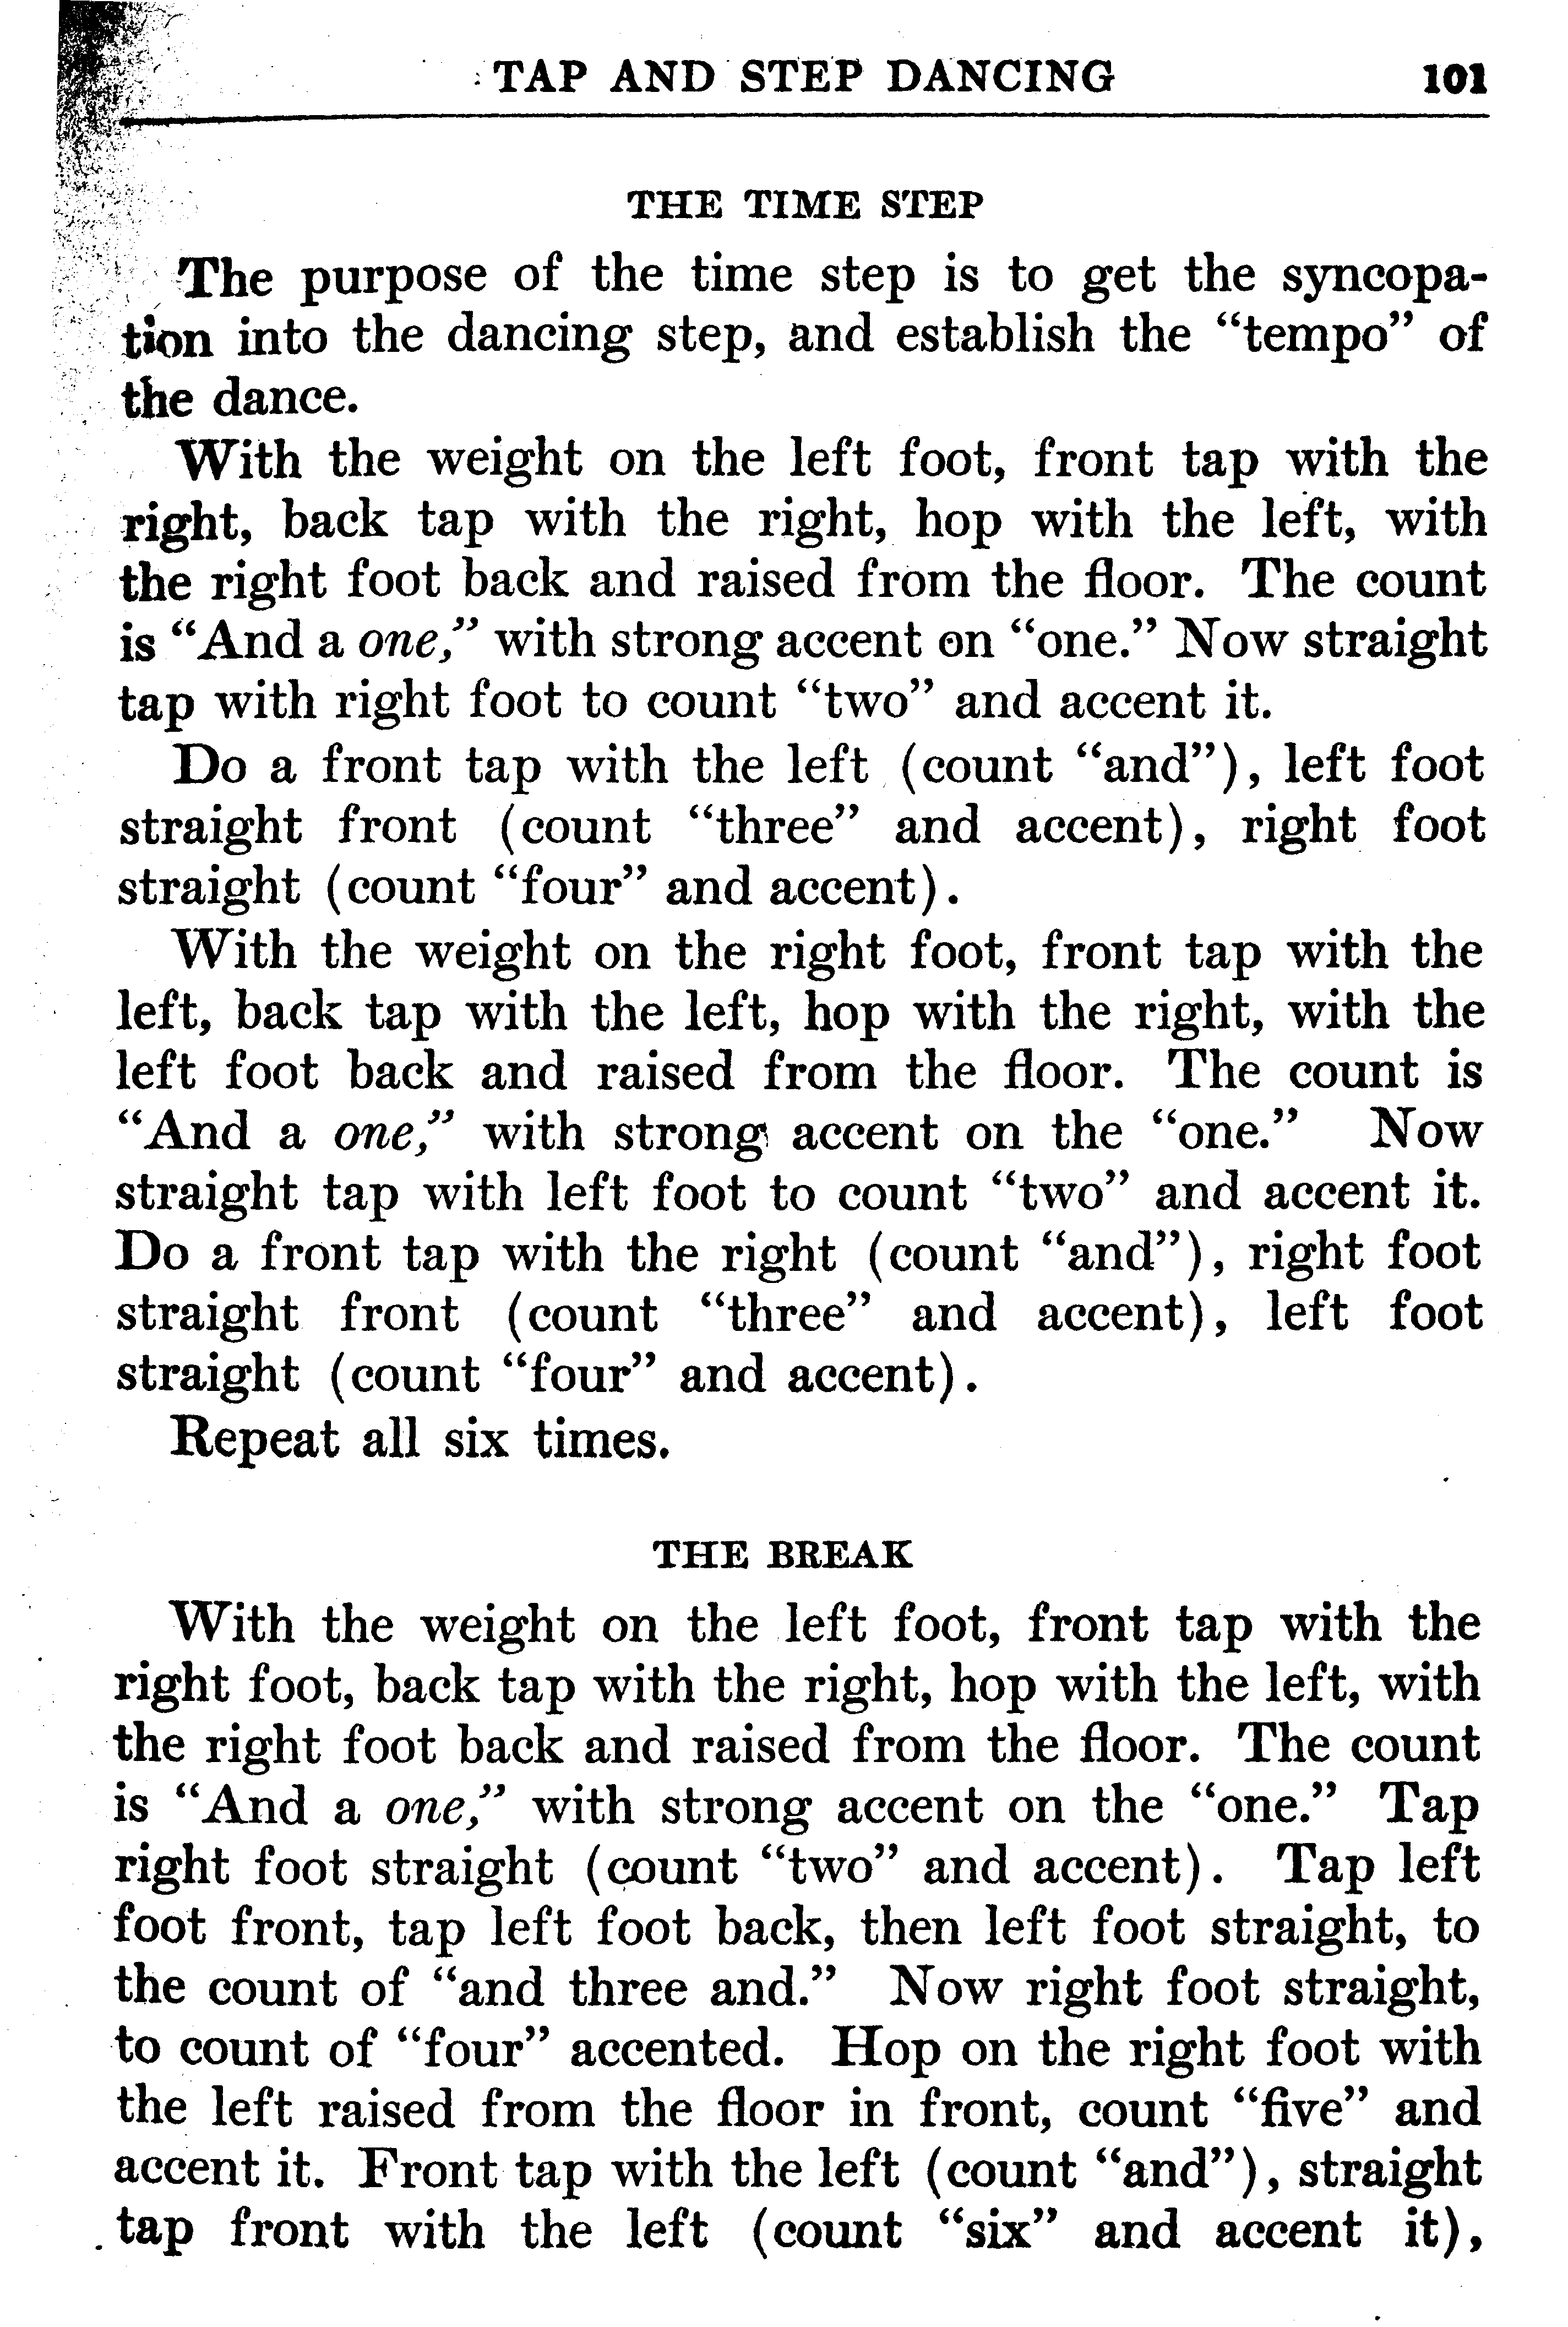 TAP AND STEP DANCING 101
THE TIME STEP
The purpose of the time step is to get the syncopa-
tion into the dancing step, and establish the “tempo” of
the dance.
With the weight on the left foot, front tap with the
right, back tap with the right, hop with the left, with
the right foot back and raised from the floor. The count
is “And a one,” with strong accent on “one.” Now straight
tap with right foot to count “two” and accent it.
Do a front tap with the left (count “and”), left foot
straight front (count “three” and accent), right foot
straight (count “four” and accent).
With the weight on the right foot, front tap with the
left, back tap with the left, hop with the right, with the
left foot back and raised from the floor. The count is
“And a one,” with strong accent on the “one.” Now
straight tap with left foot to count “two” and accent it.
Do a front tap with the right (count “and”), right foot
straight front (count “three” and accent), left foot
straight (count “four” and accent).
Repeat all six times.
THE BREAK
With the weight on the left foot, front tap with the
right foot, back tap with the right, hop with the left, with
the right foot back and raised from the floor. The count
is “And a one,” with strong accent on the “one.” Tap
right foot straight (count “two” and accent). Tap left
foot front, tap left foot back, then left foot straight, to
the count of “and three and.” Now right foot straight,
to count of “four” accented. Hop on the right foot with
the left raised from the floor in front, count “five” and
accent it. Front tap with the left (count “and”), straight
tap front with the left (count “six” and accent it),